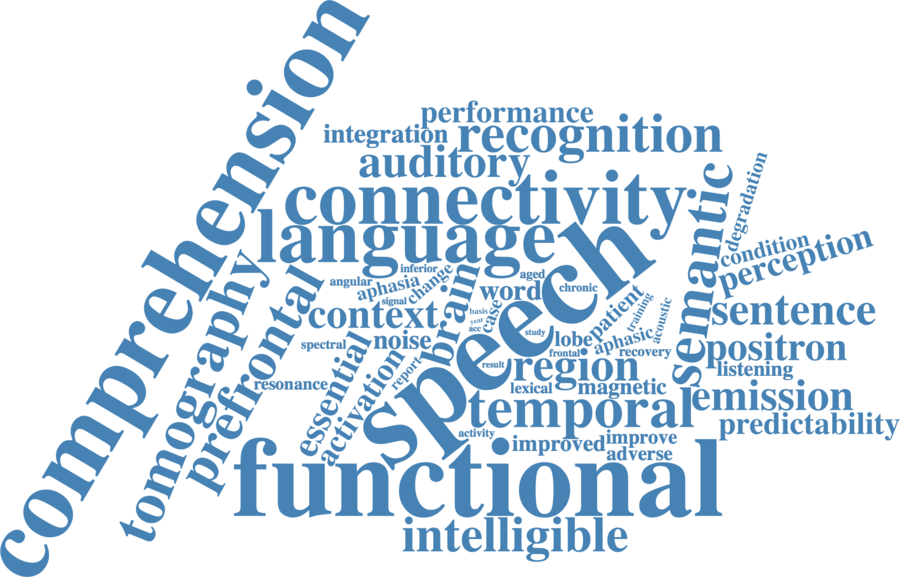 comprehension
performance
integration
recognition
auditory
connectivity
language
speech
semantic
degradation
condition
perception
tomography
prefrontal
inferior
angular
aphasia
change
signal
brain
aged
word
chronic
basis
year
acc
case
study
patient
training
acoustic
sentence
context
spectral
noise
lobe
frontal
aphasic
recovery
positron
listening
essential
activation
report
resonance
result
region
lexical
magnetic
emission
temporal
predictability
activity
improved
improve
adverse
functional
intelligible